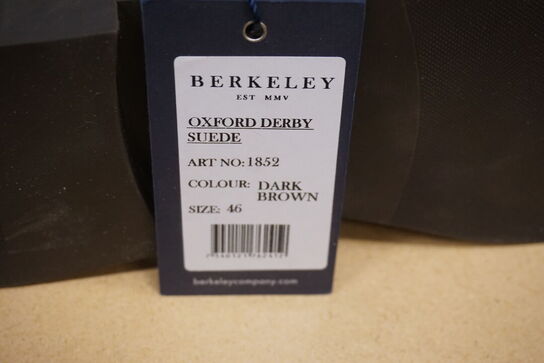 BERKELEY
EST MMV
OXFORD DERBY
SUEDE
ART NO: 1852
COLOUR: DARK
BROWN
SIZE: 46
berkeleycompany.com